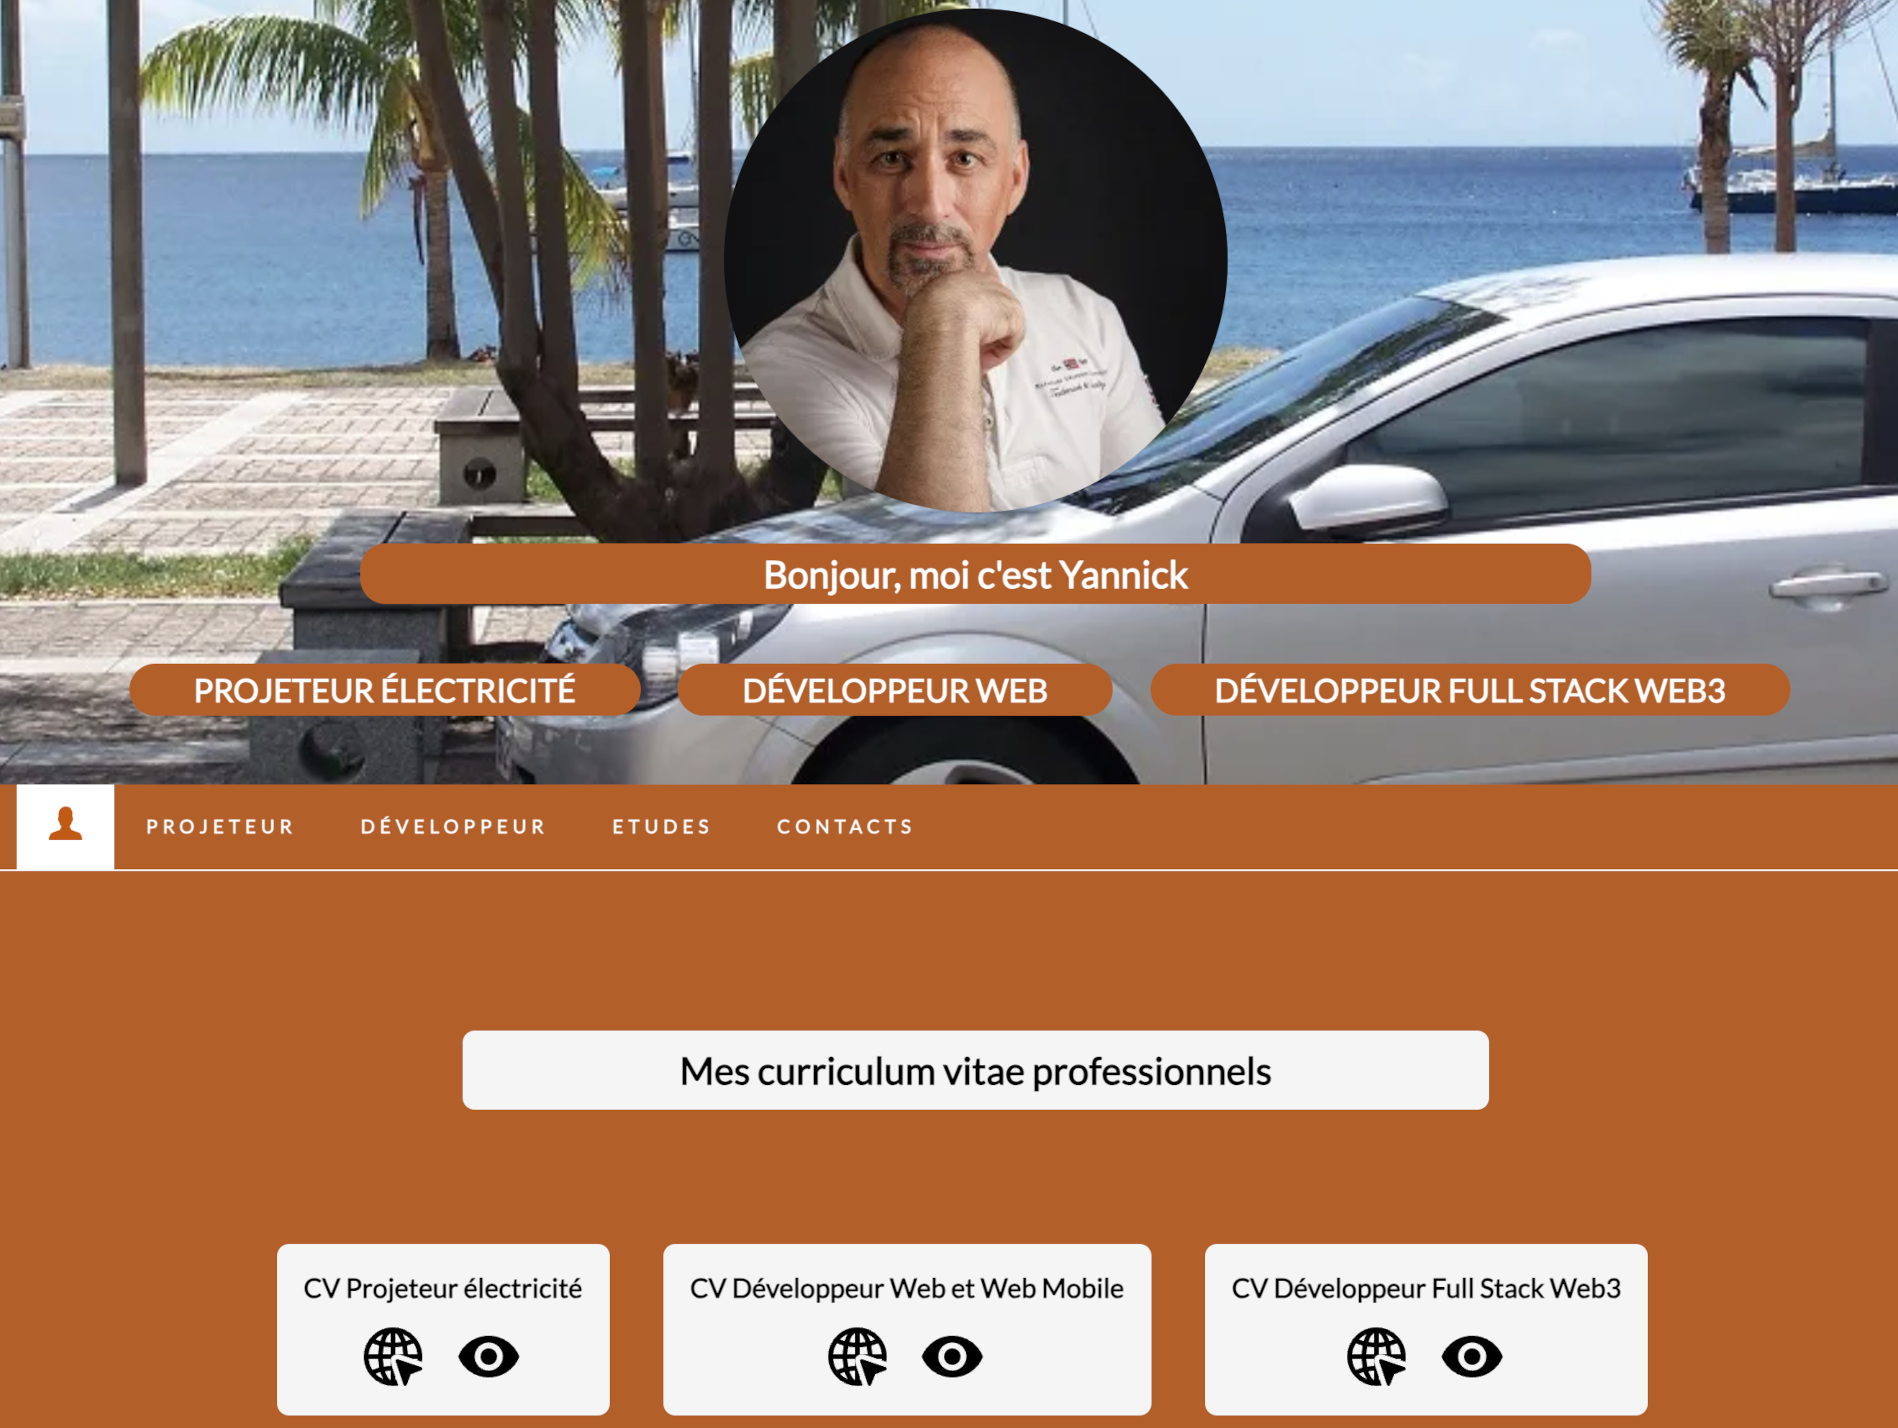 Bonjour, moi c'est Yannick
PROJETEUR ÉLECTRICITÉ
DÉVELOPPEUR WEB
DÉVELOPPEUR FULL STACK WEB3
PROJETEUR
DÉVELOPPEUR
ETUDES
CONTACTS
Mes curriculum vitae professionnels
CV Projeteur électricité
CV Développeur Web et Web Mobile
CV Développeur Full Stack Web3